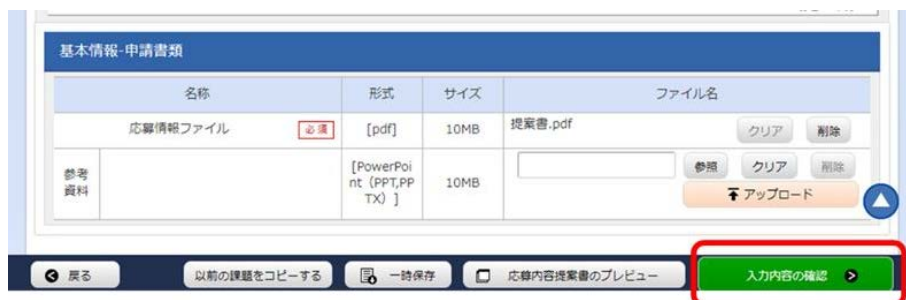 基本情報-申請書類
名称 形式 サイズ ファイル名
応募情報ファイル 必須 [pdf] 10MB 提案書.pdf クリア 削除
参考
資料
[PowerPoi
nt（PPT,PP
TX）]
10MB
参照 クリア 削除
アップロード
戻る 以前の課題をコピーする 一時保存 応募内容提案書のプレビュー 入力内容の確認